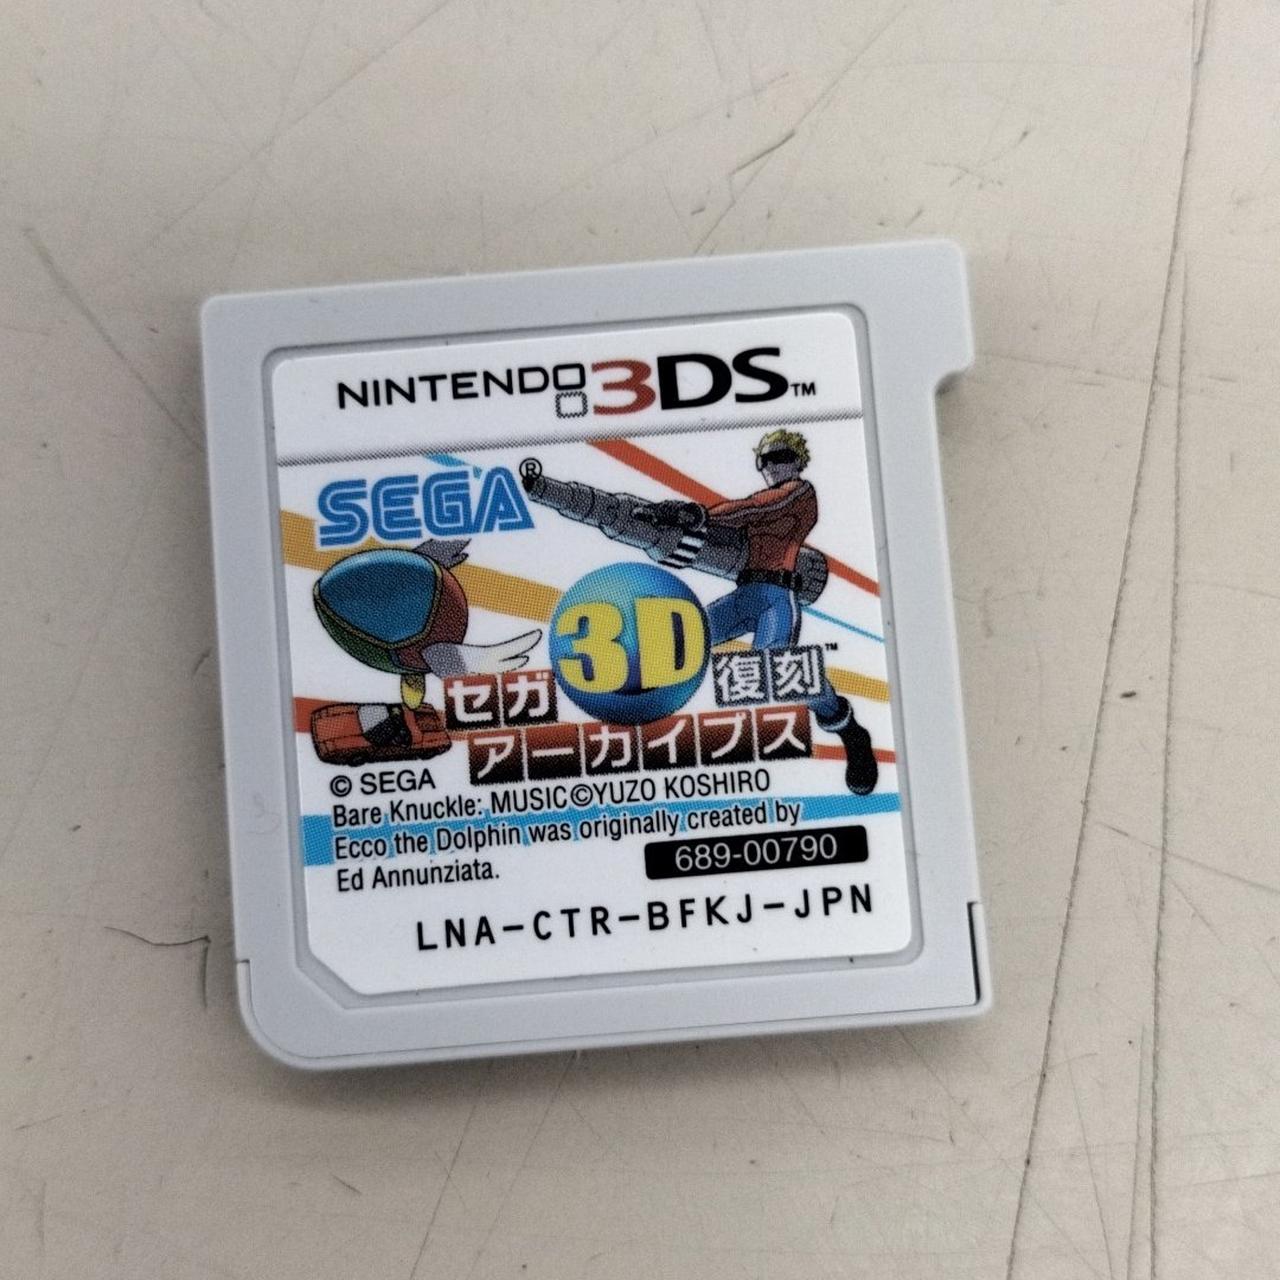 NINTENDO 3DS™
SEGA®
セガ 3D 復刻™
アーカイブス
© SEGA
Bare Knuckle: MUSIC©YUZO KOSHIRO
Ecco the Dolphin was originally created by
Ed Annunziata.
689-00790
LNA-CTR-BFKJ-JPN